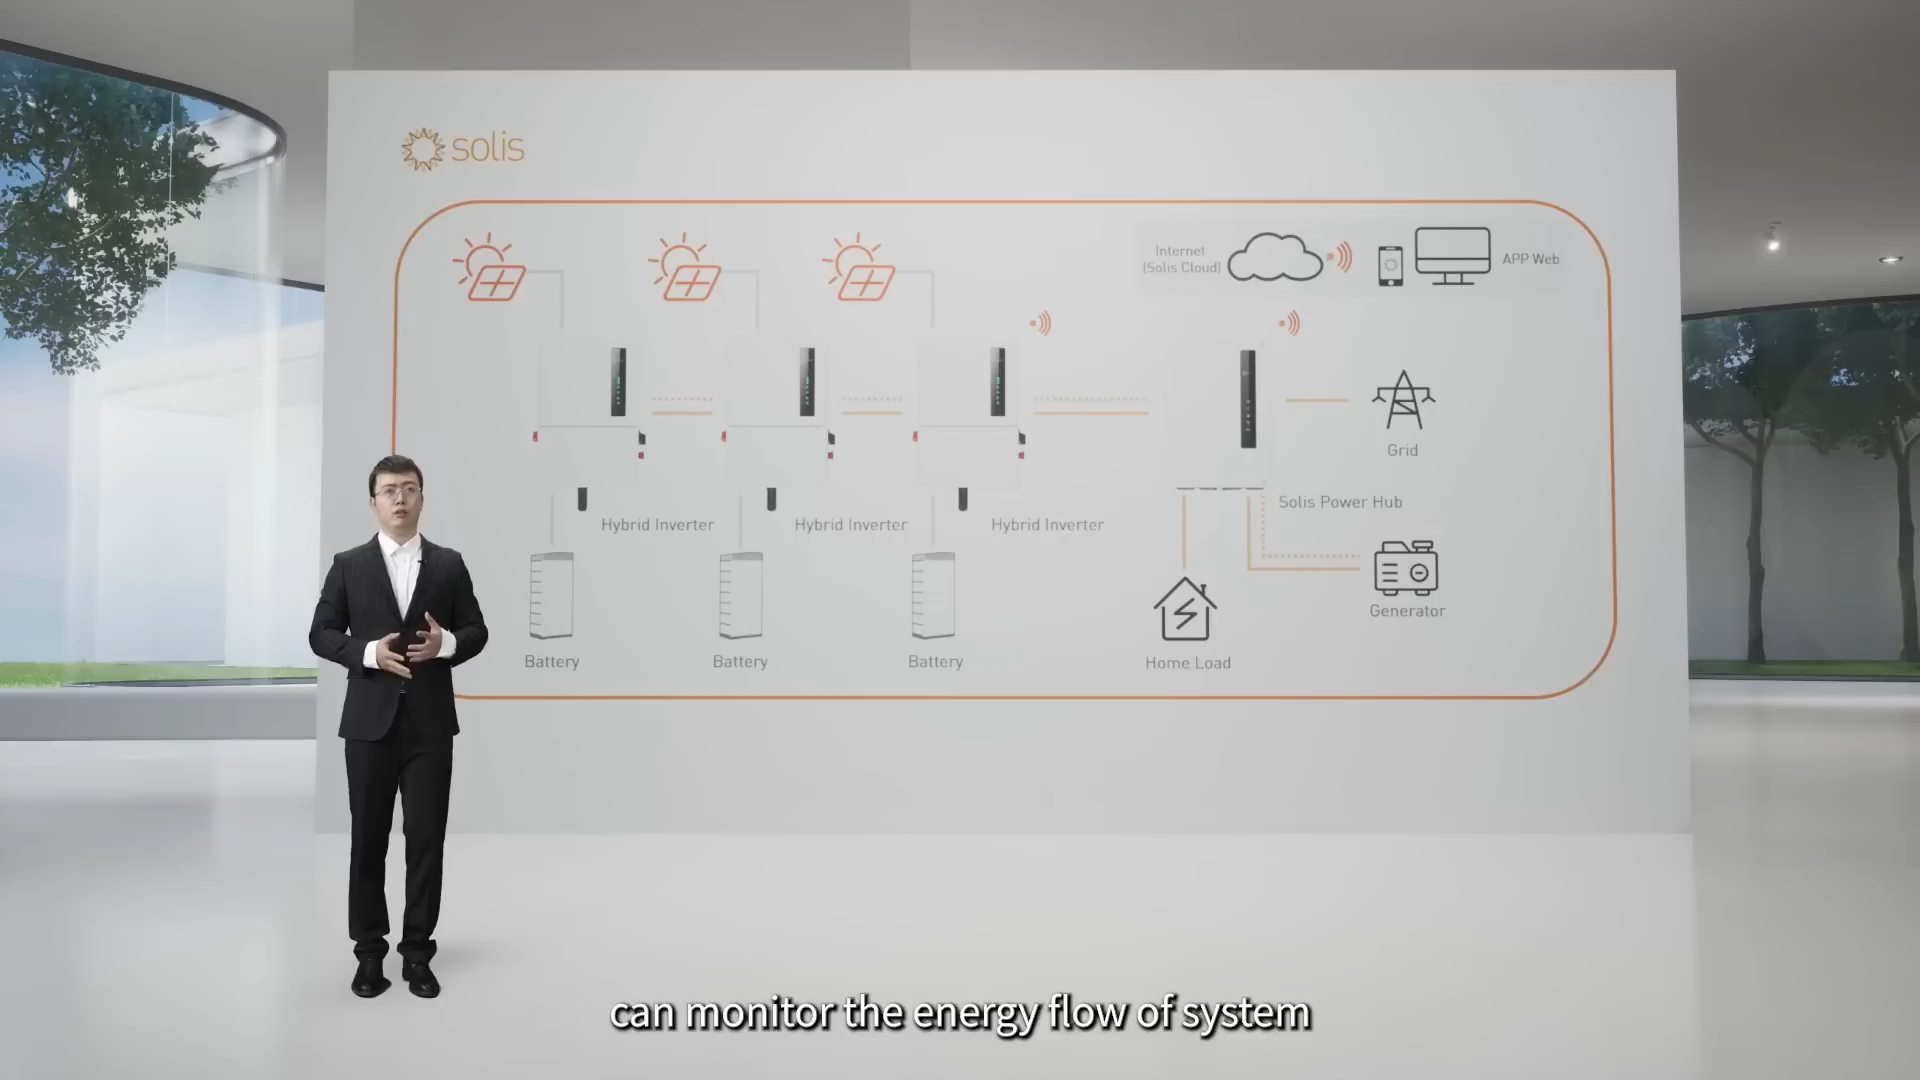 solis
Internet
(Solis Cloud)
APP Web
Grid
Solis Power Hub
Hybrid Inverter
Hybrid Inverter
Hybrid Inverter
Generator
Battery
Battery
Battery
Home Load
can monitor the energy flow of system